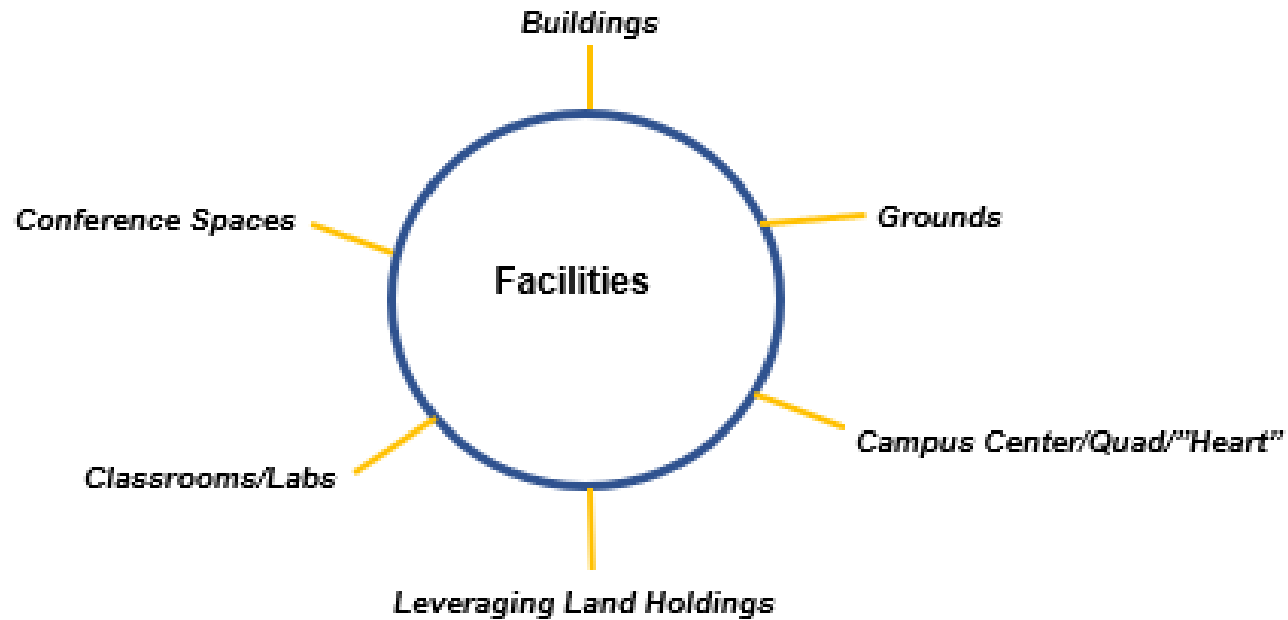 Buildings
Conference Spaces
Grounds
Facilities
Campus Center/Quad/”Heart”
Classrooms/Labs
Leveraging Land Holdings